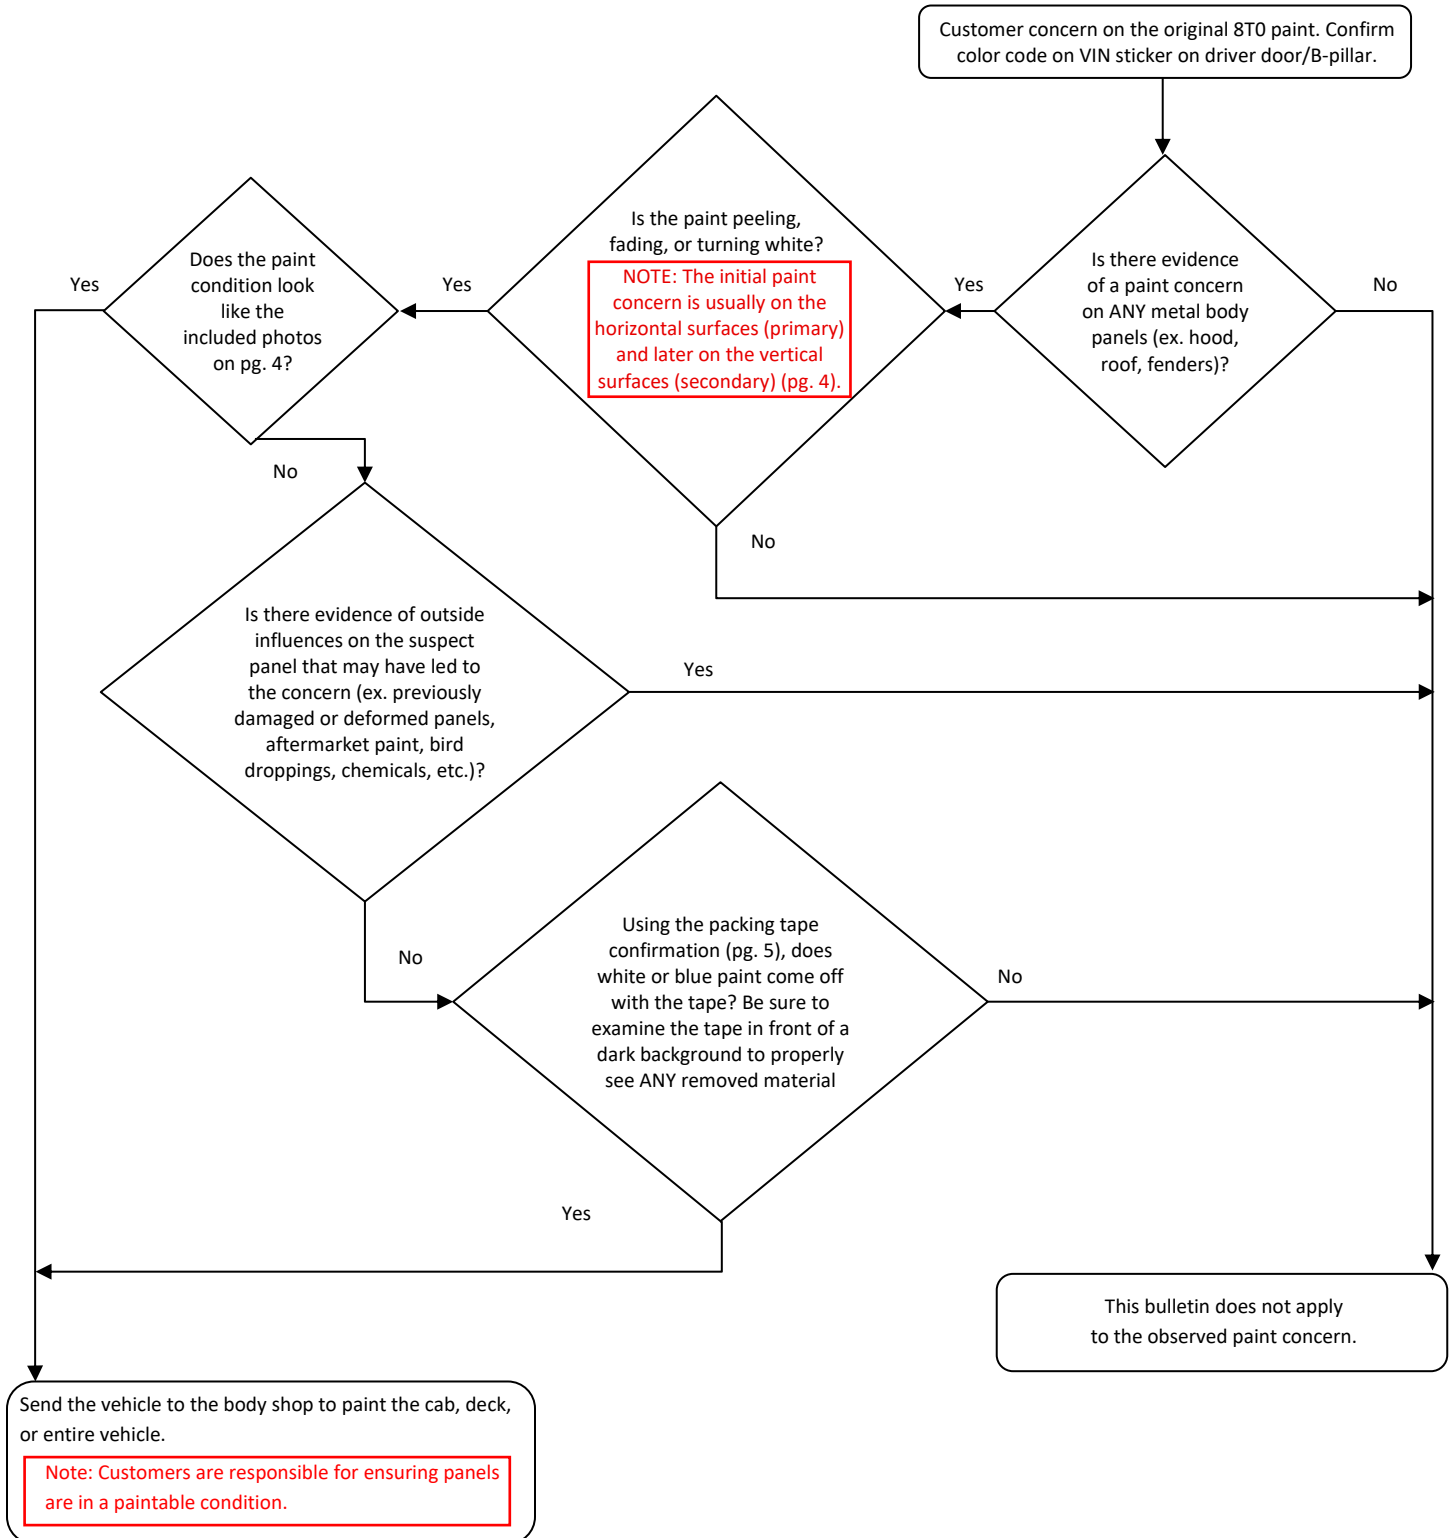 Customer concern on the original 8T0 paint. Confirm
color code on VIN sticker on driver door/B-pillar.
Is there evidence
of a paint concern
on ANY metal body
panels (ex. hood,
roof, fenders)?
Yes
No
Is the paint peeling,
fading, or turning white?
NOTE: The initial paint
concern is usually on the
horizontal surfaces (primary)
and later on the vertical
surfaces (secondary) (pg. 4).
Yes
No
Does the paint
condition look
like the
included photos
on pg. 4?
Yes
No
Is there evidence of outside
influences on the suspect
panel that may have led to
the concern (ex. previously
damaged or deformed panels,
aftermarket paint, bird
droppings, chemicals, etc.)?
Yes
No
Using the packing tape
confirmation (pg. 5), does
white or blue paint come off
with the tape? Be sure to
examine the tape in front of a
dark background to properly
see ANY removed material
No
Yes
This bulletin does not apply
to the observed paint concern.
Send the vehicle to the body shop to paint the cab, deck,
or entire vehicle.
Note: Customers are responsible for ensuring panels
are in a paintable condition.